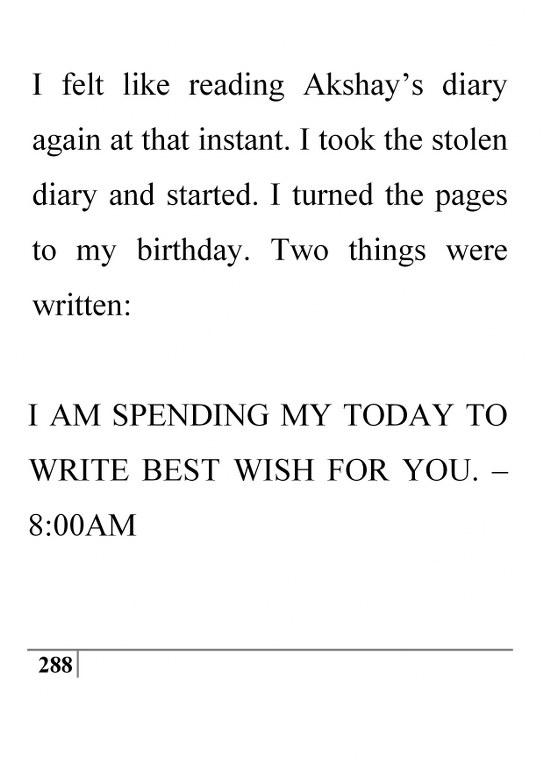 I felt like reading Akshay’s diary
again at that instant. I took the stolen
diary and started. I turned the pages
to my birthday. Two things were
written:
I AM SPENDING MY TODAY TO
WRITE BEST WISH FOR YOU. –
8:00AM
288